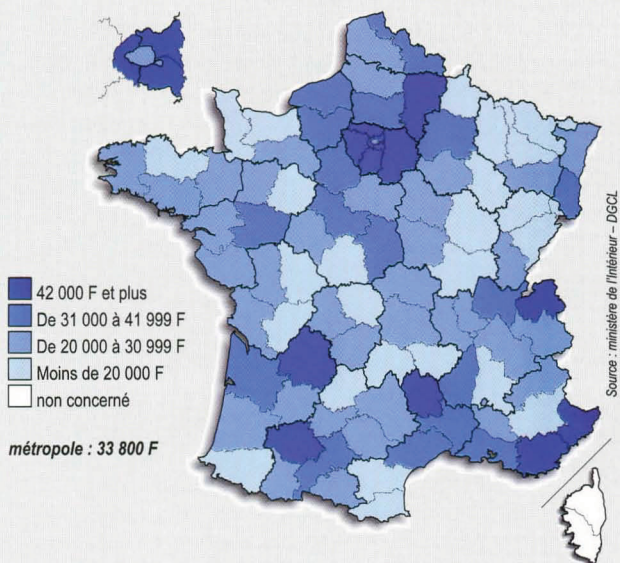 42 000 F et plus
De 31 000 à 41 999 F
De 20 000 à 30 999 F
Moins de 20 000 F
non concerné
métropole : 33 800 F
Source : ministère de l'Intérieur – DGCL